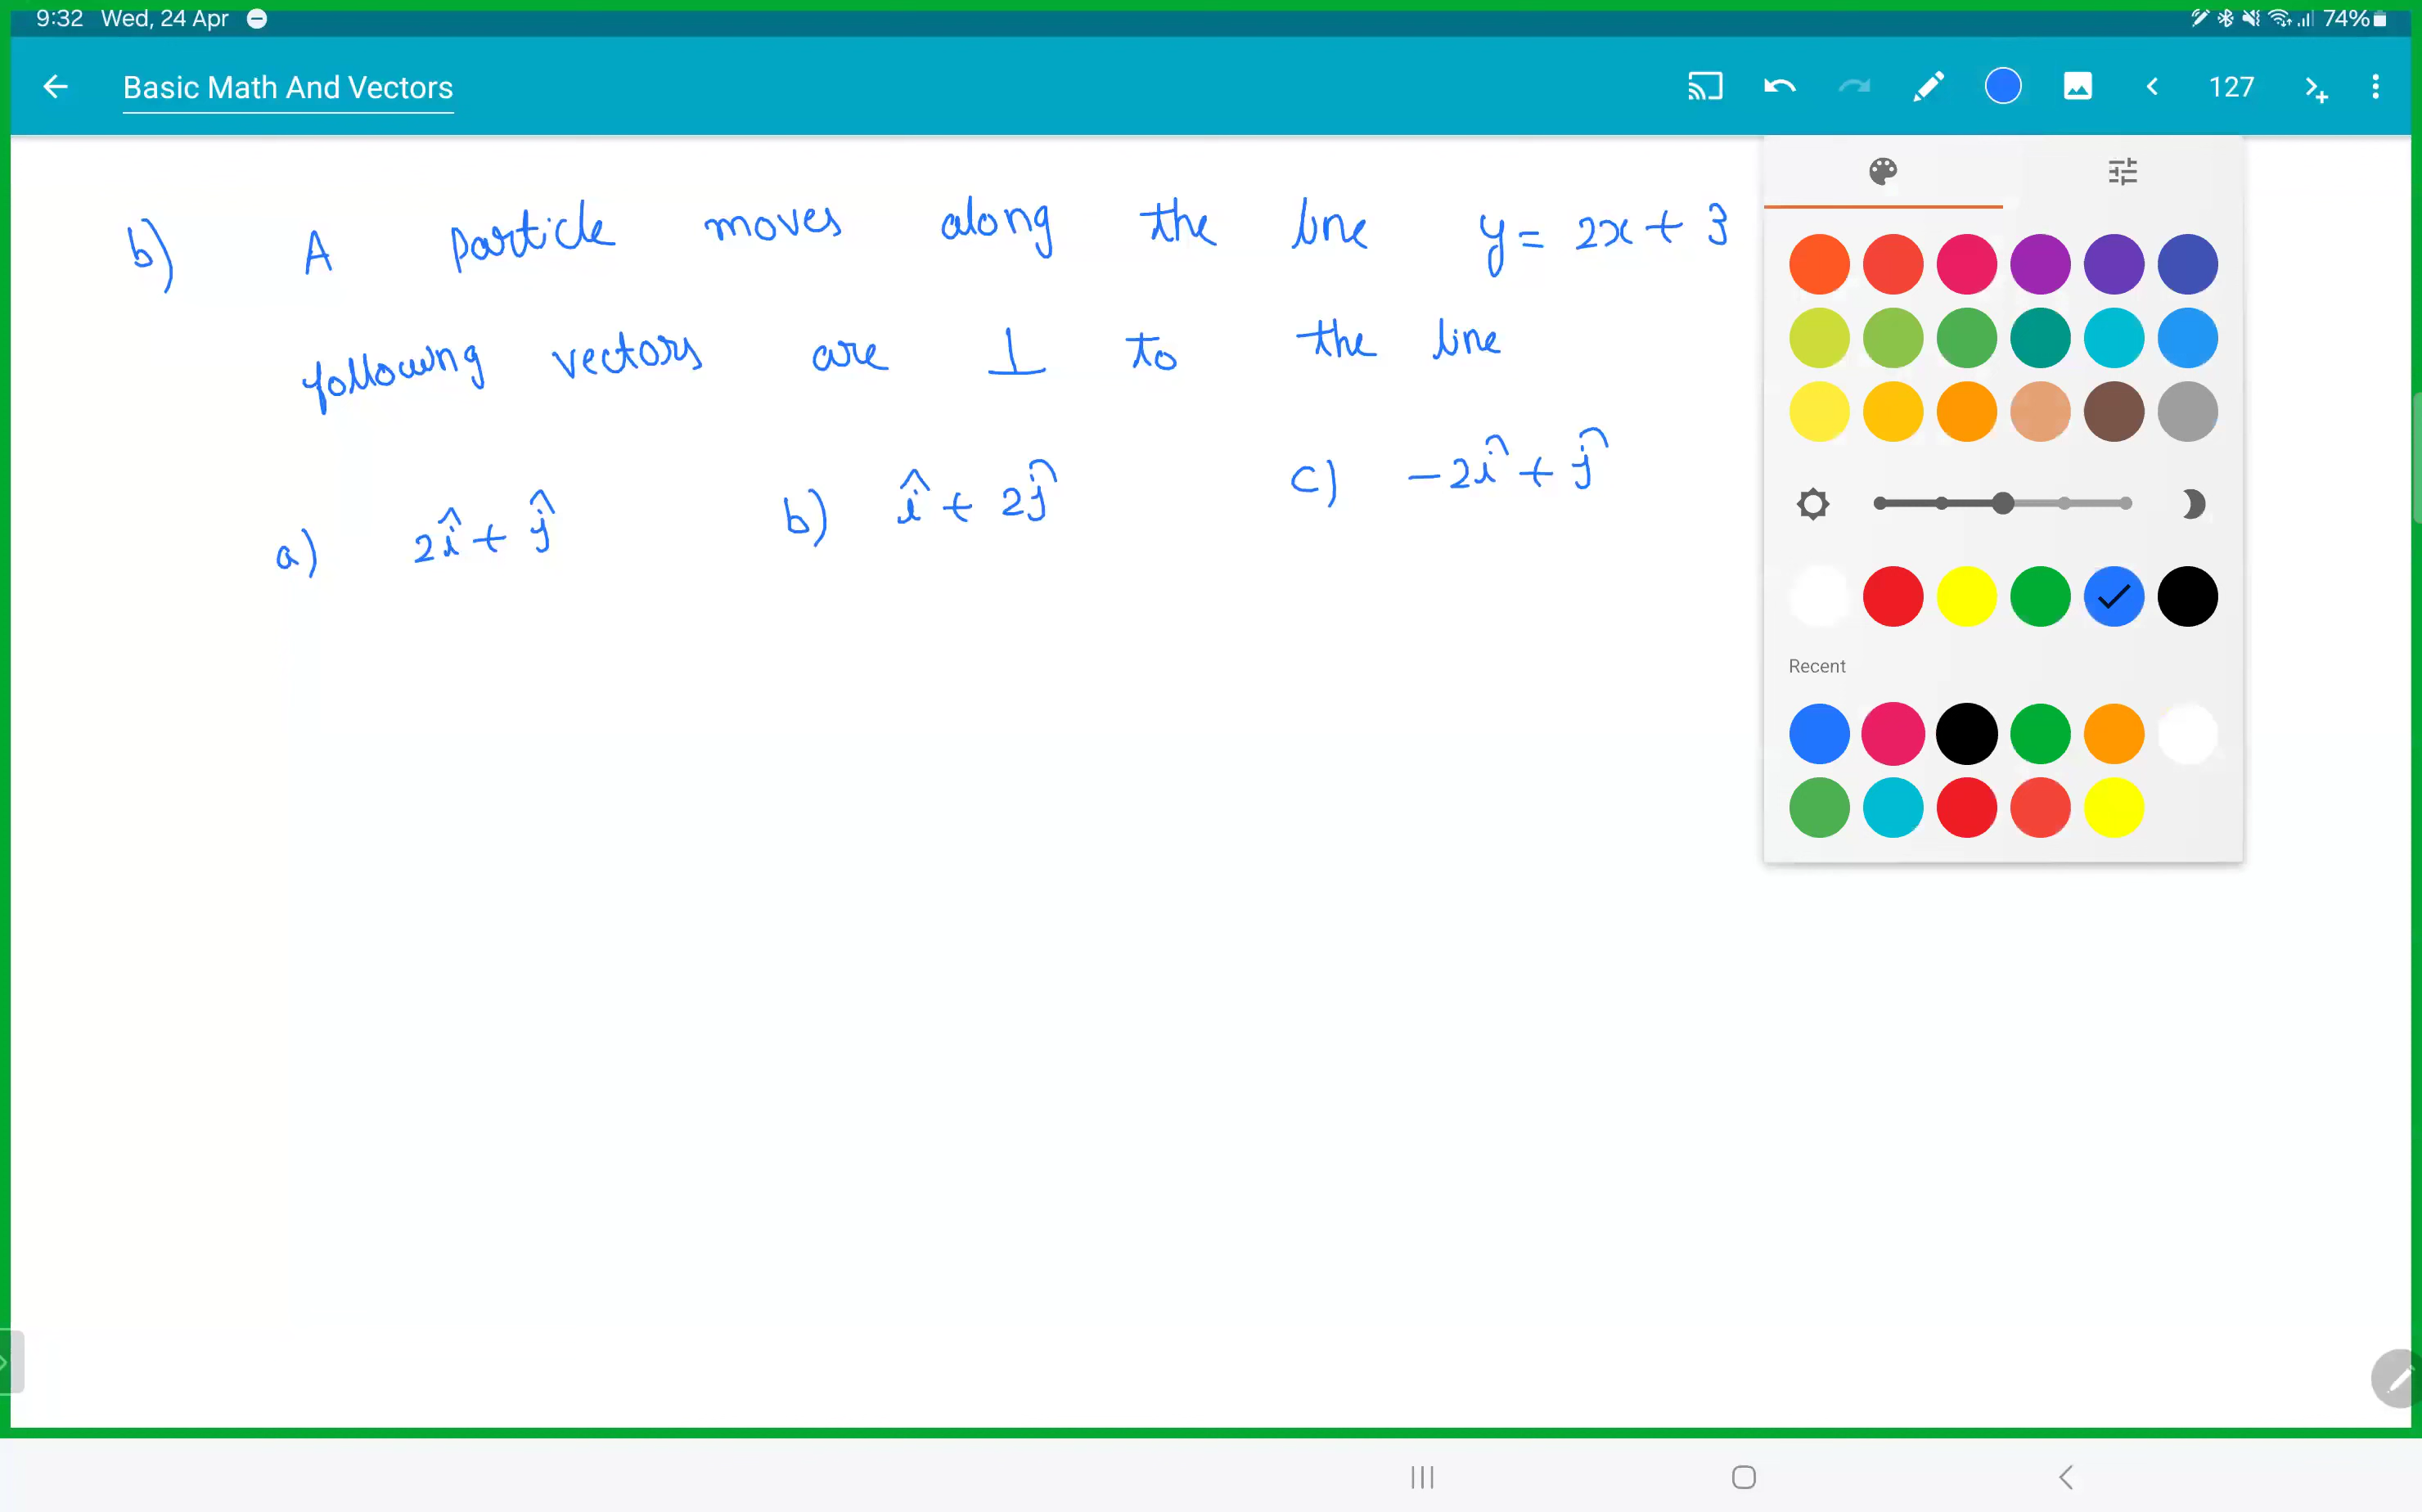 9:32 Wed, 24 Apr 74%
Basic Math And Vectors 127
b) A particle moves along the line y = 2x + 3
following vectors are ⊥ to the line
a) 2î + ĵ b) î + 2ĵ c) -2î + ĵ
Recent